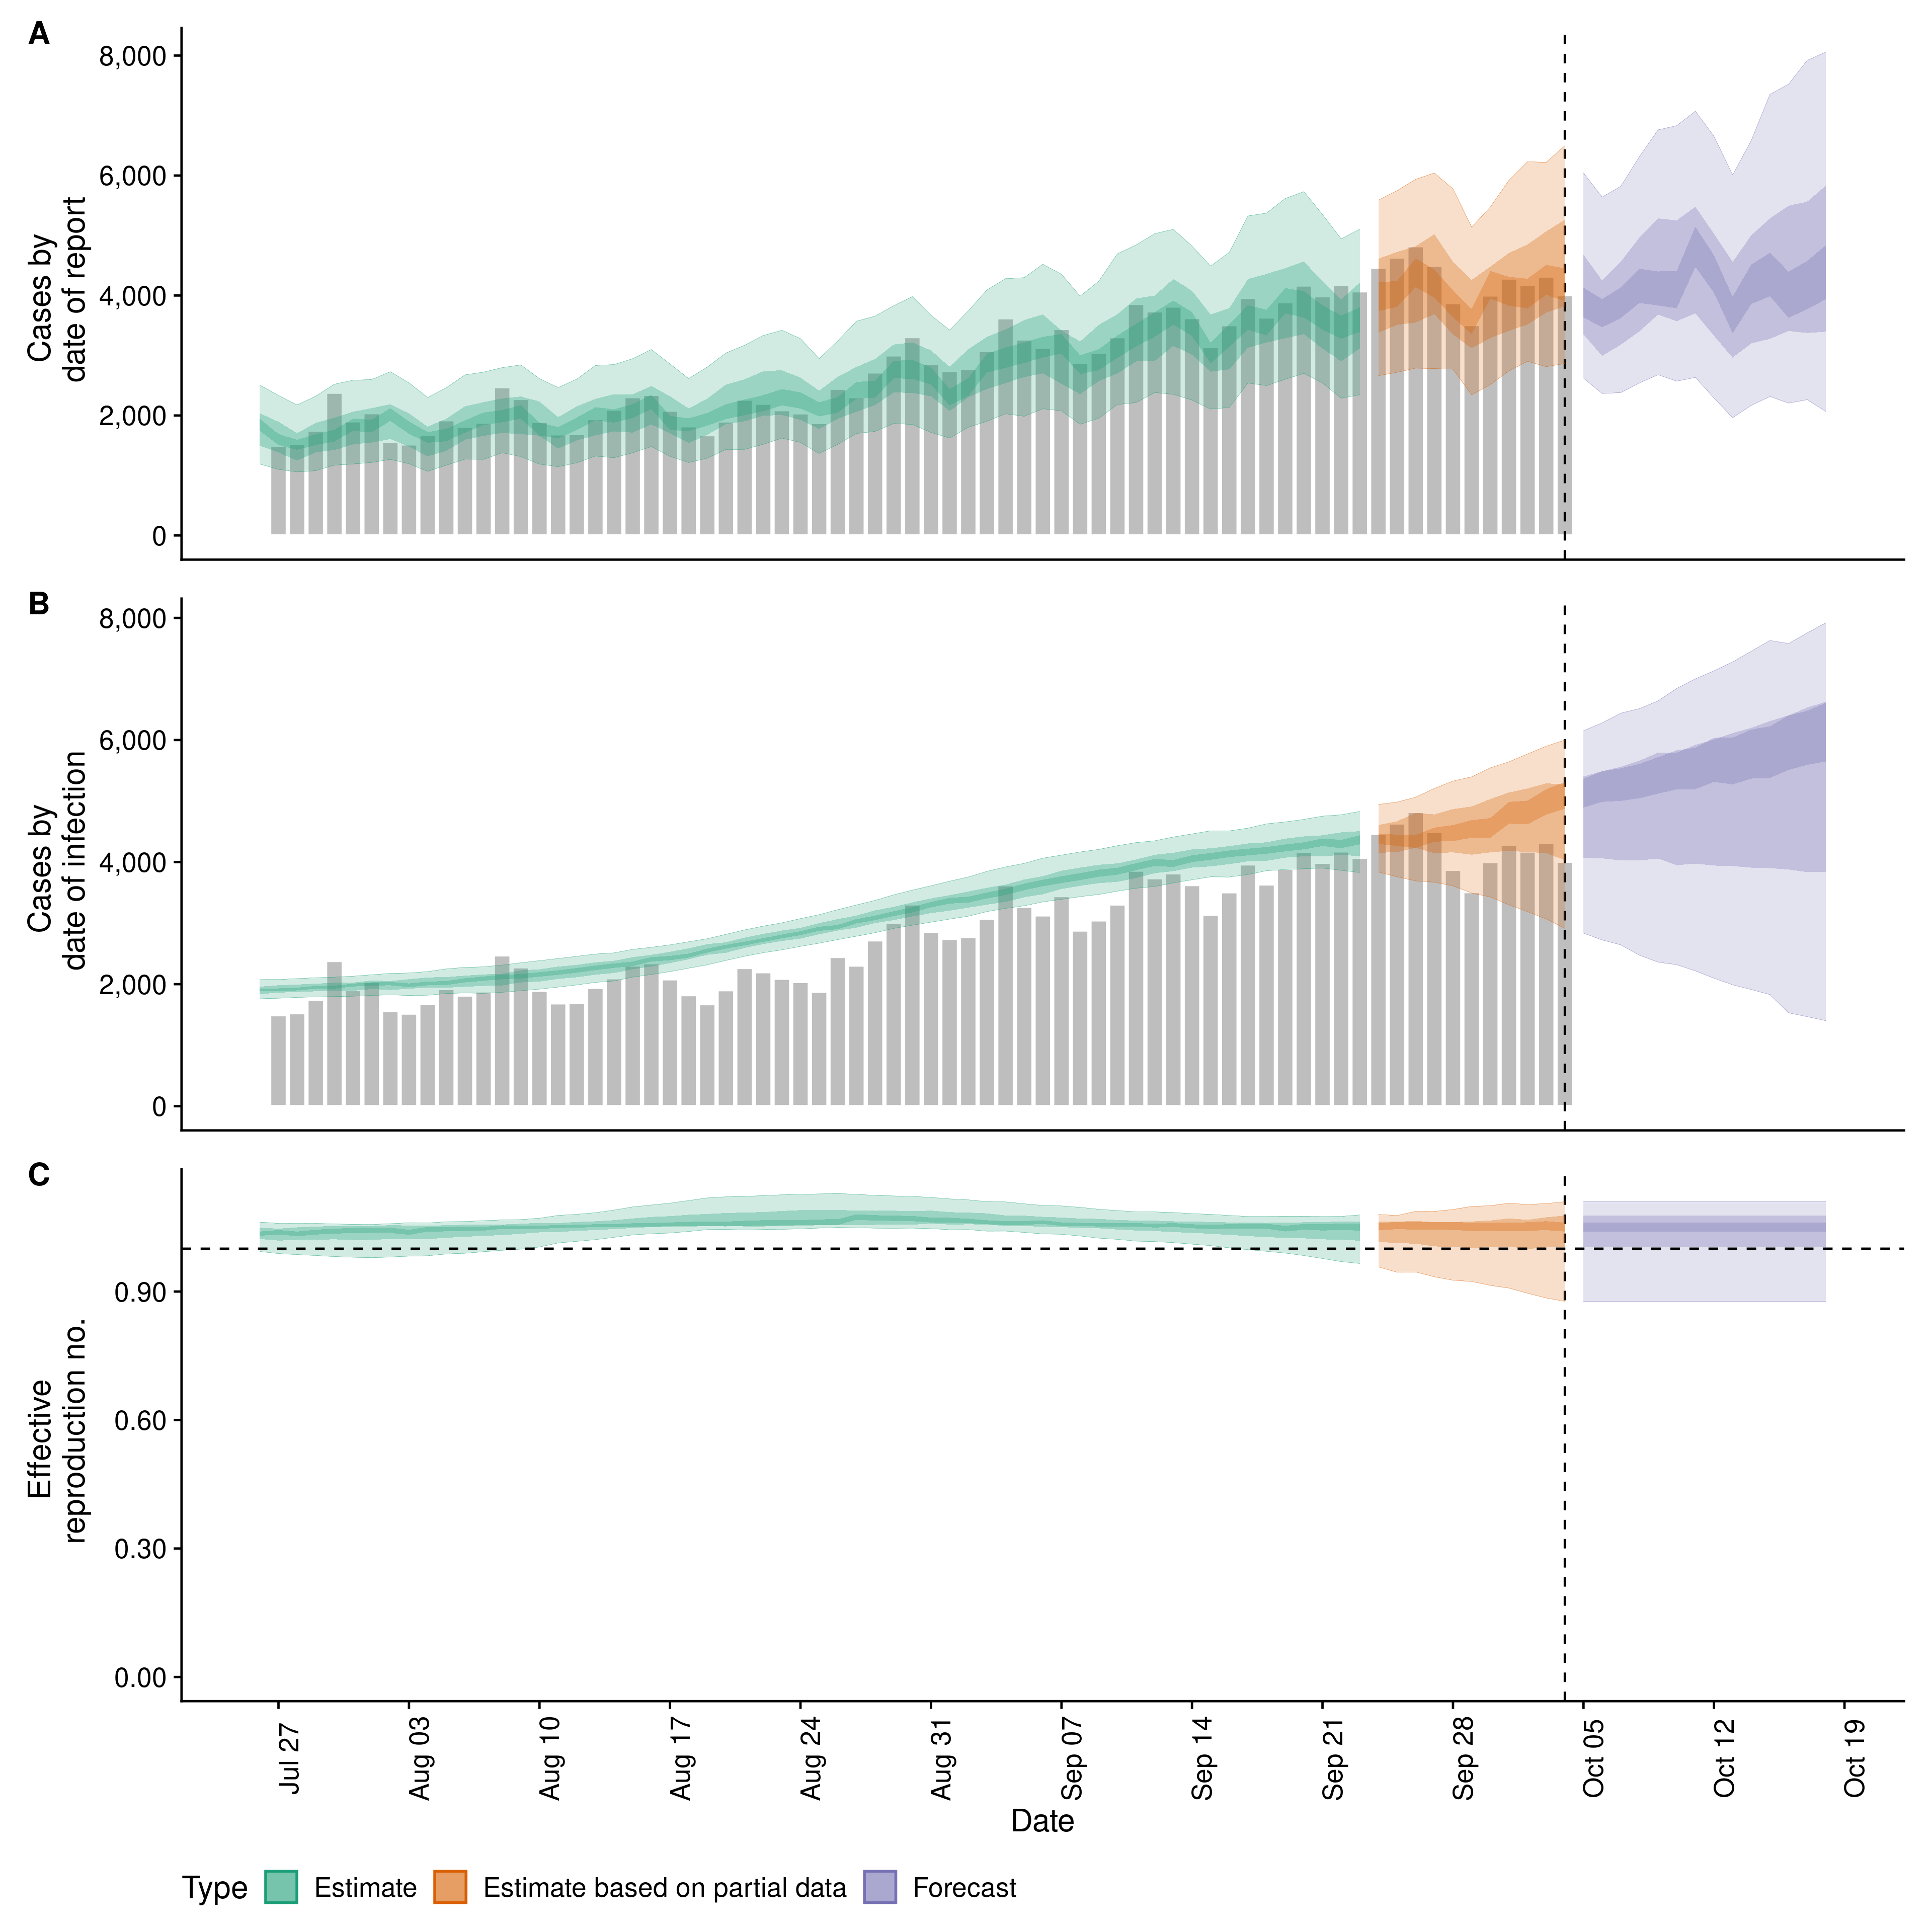 A
8,000
6,000
4,000
2,000
0
Cases by
date of report
B
8,000
6,000
4,000
2,000
0
Cases by
date of infection
C
0.90
0.60
0.30
0.00
Effective
reproduction no.
Jul 27
Aug 03
Aug 10
Aug 17
Aug 24
Aug 31
Sep 07
Sep 14
Sep 21
Sep 28
Oct 05
Oct 12
Oct 19
Date
Type Estimate Estimate based on partial data Forecast